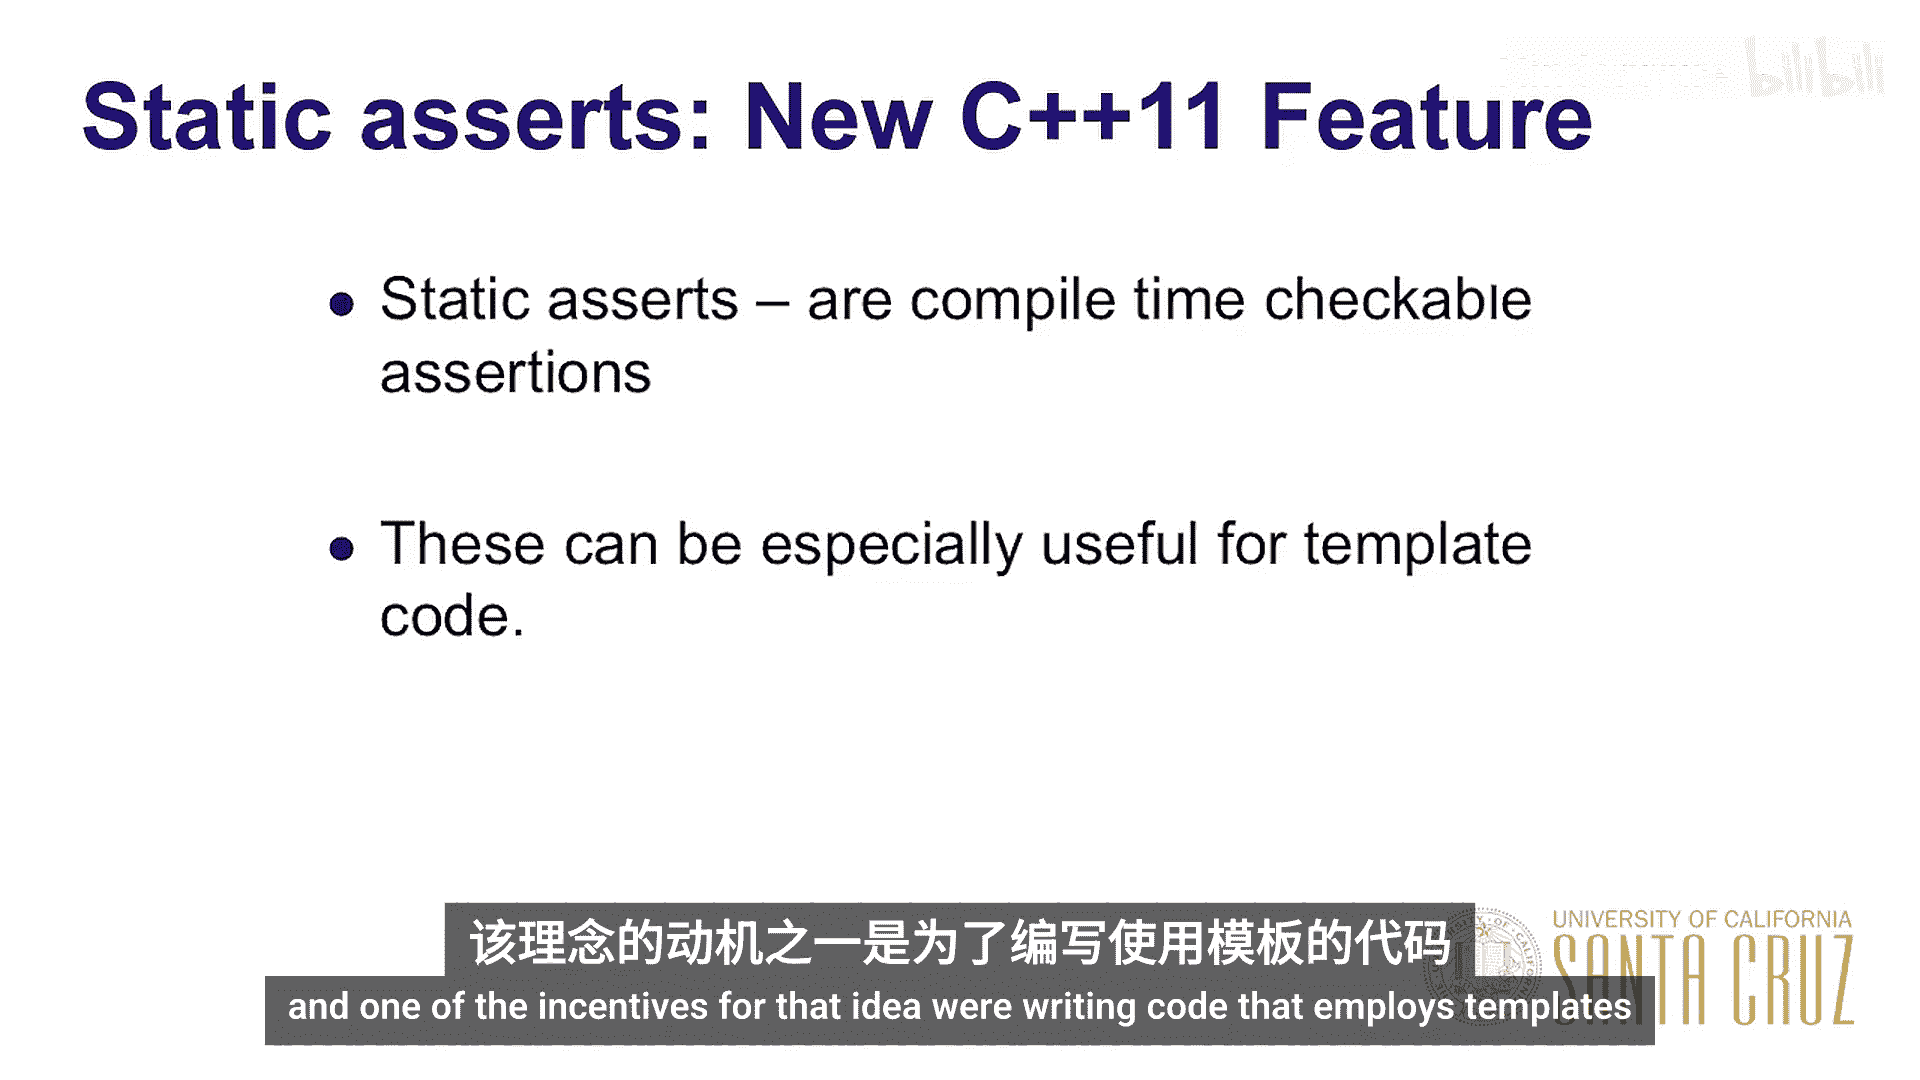 bilibili
Static asserts: New C++11 Feature
● Static asserts – are compile time checkable
assertions
● These can be especially useful for template
code.
该理念的动机之一是为了编写使用模板的代码
and one of the incentives for that idea were writing code that employs templates
UNIVERSITY OF CALIFORNIA
SANTA CRUZ